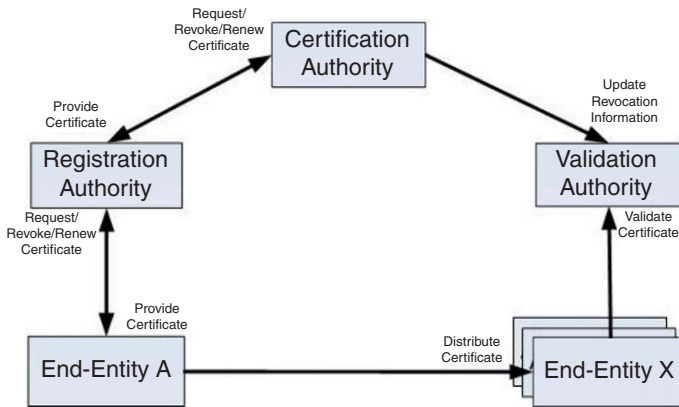 Request/
Revoke/Renew
Certificate
Certification
Authority
Provide
Certificate
Update
Revocation
Information
Registration
Authority
Validation
Authority
Request/
Revoke/Renew
Certificate
Validate
Certificate
Provide
Certificate
Distribute
Certificate
End-Entity A
End-Entity X